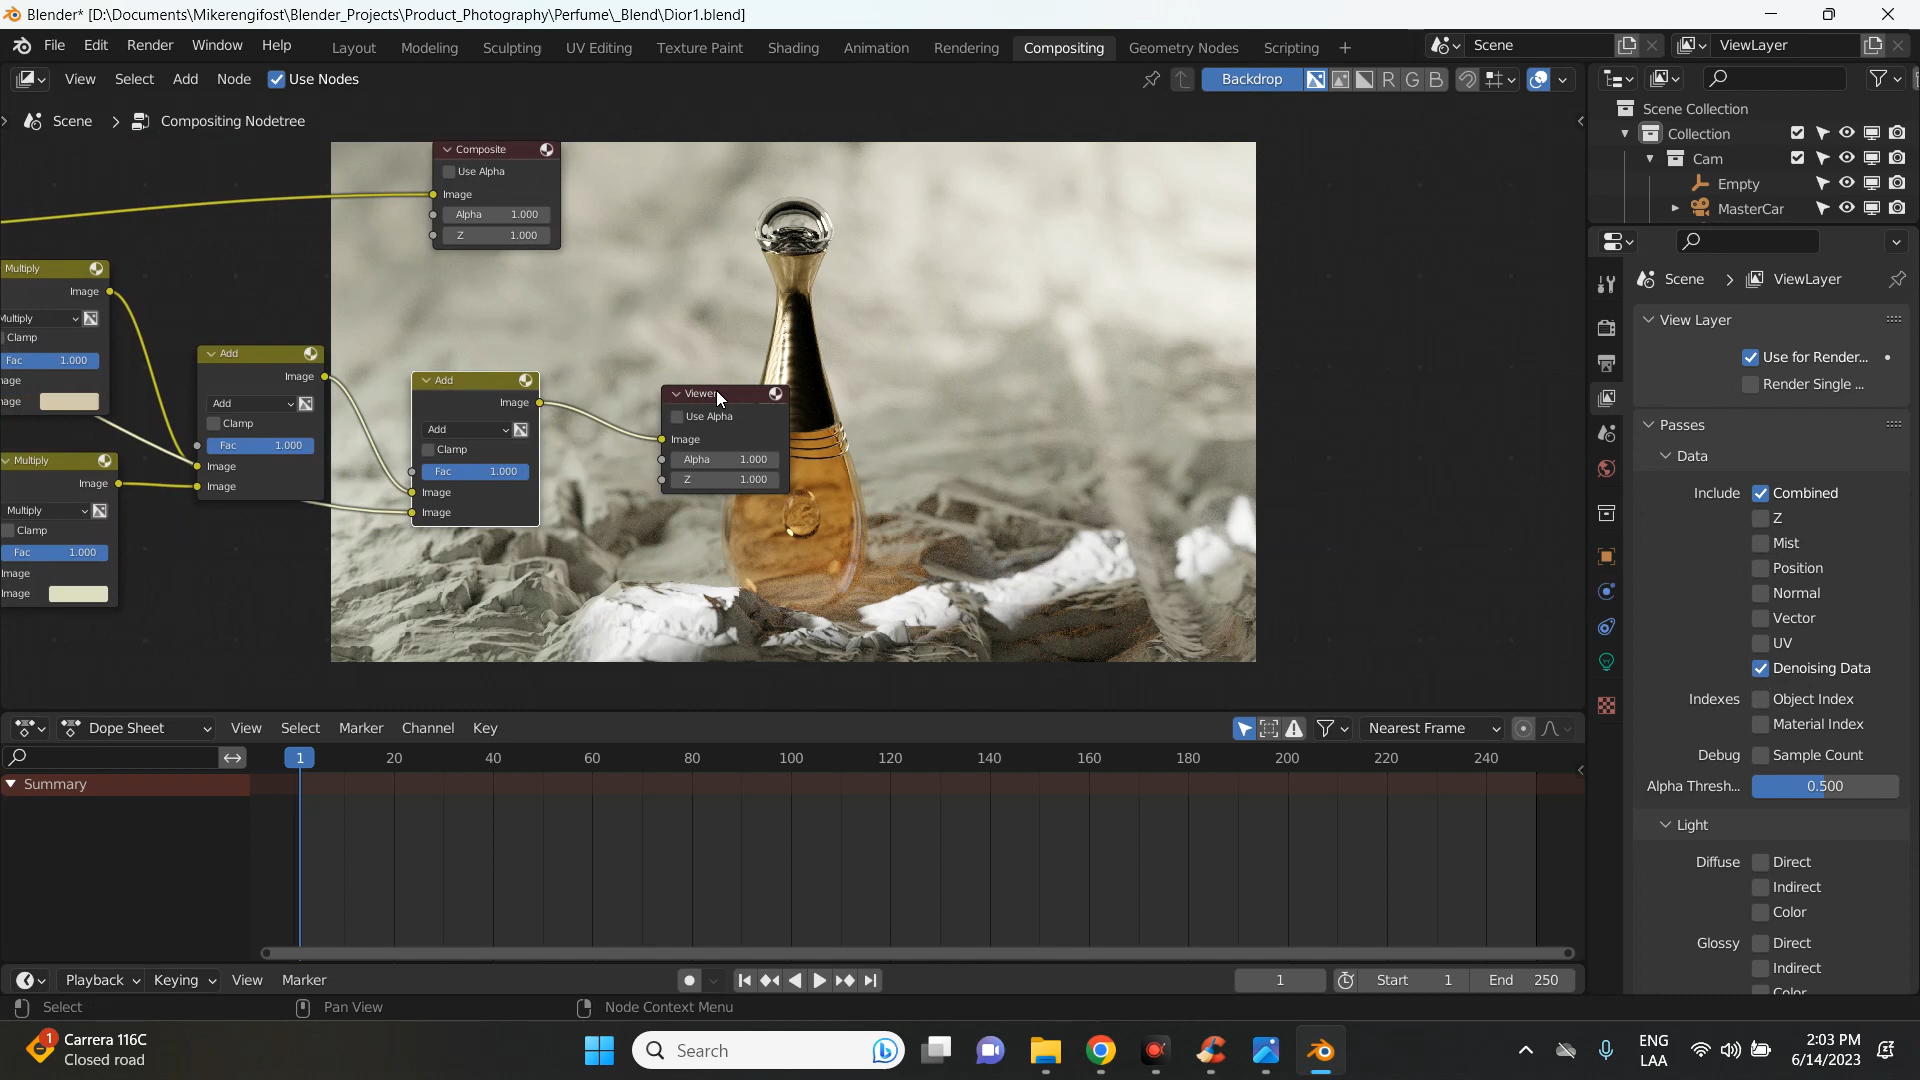 Blender* [D:\Documents\Mikerengifost\Blender_Projects\Product_Photography\Perfume\_Blend\Dior1.blend]
File Edit Render Window Help Layout Modeling Sculpting UV Editing Texture Paint Shading Animation Rendering Compositing Geometry Nodes Scripting + Scene ViewLayer
View Select Add Node Use Nodes Backdrop R G B
Scene > Compositing Nodetree
Composite
Use Alpha
Image
Alpha 1.000
Z 1.000
Multiply
Image
Multiply
Clamp
Fac 1.000
mage
mage
Multiply
Image
Multiply
Clamp
Fac 1.000
Image
Image
Add
Image
Add
Clamp
Fac 1.000
Image
Image
Add
Image
Add
Clamp
Fac 1.000
Image
Image
Viewer
Use Alpha
Image
Alpha 1.000
Z 1.000
Scene Collection
Collection
Cam
Empty
MasterCar
Scene > ViewLayer
View Layer
Use for Render...
Render Single ...
Passes
Data
Include Combined
Z
Mist
Position
Normal
Vector
UV
Denoising Data
Indexes Object Index
Material Index
Debug Sample Count
Alpha Thresh... 0.500
Light
Diffuse Direct
Indirect
Color
Glossy Direct
Indirect
Color
Dope Sheet View Select Marker Channel Key Nearest Frame
1 20 40 60 80 100 120 140 160 180 200 220 240
Summary
Playback Keying View Marker 1 Start 1 End 250
Select Pan View Node Context Menu
1 Carrera 116C
Closed road
Search
ENG
LAA
2:03 PM
6/14/2023